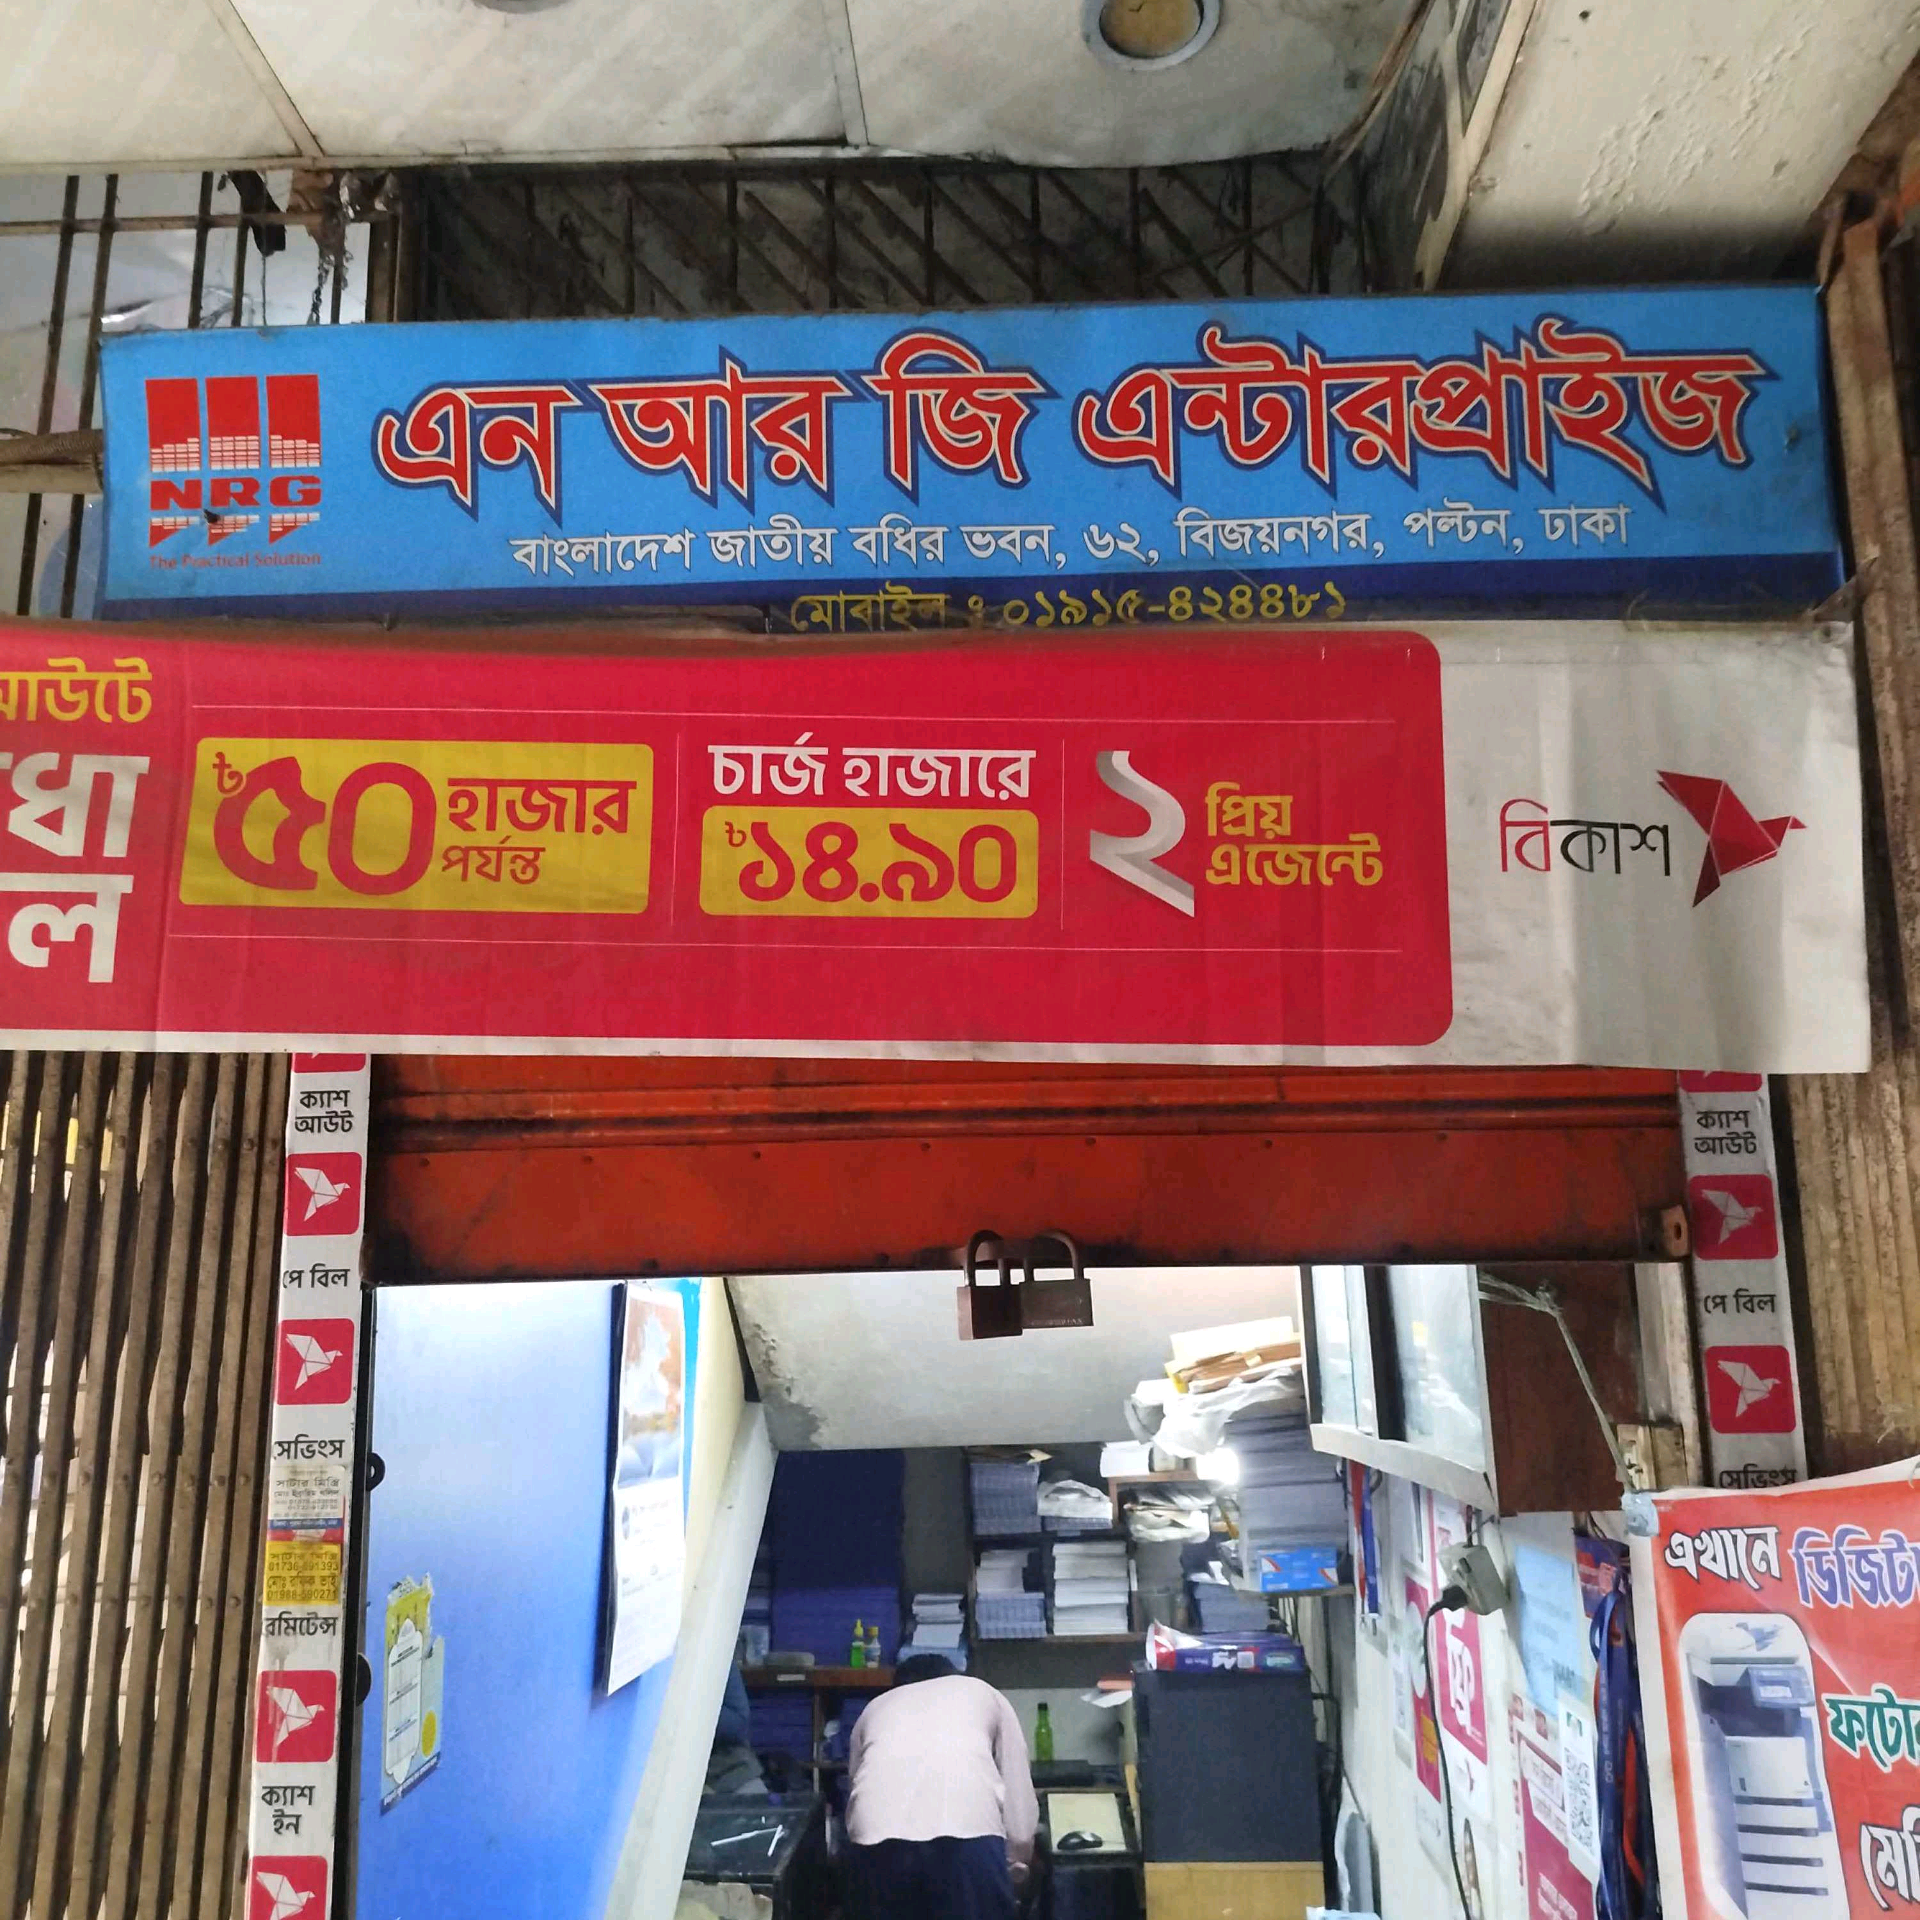 এন আর জি এন্টারপ্রাইজ
NRG
The Practical Solution
বাংলাদেশ জাতীয় বধির ভবন, ৬২, বিজয়নগর, পল্টন, ঢাকা
মোবাইল ঃ ০১৯১৫-৪২৪৪৮১
আউটে
৳৫০ হাজার
পর্যন্ত
চার্জ হাজারে
৳১৪.৯০
২ প্রিয়
এজেন্টে
বিকাশ
ক্যাশ
আউট
পে বিল
সেভিংস
সাটার মিস্ত্রি
রমিটেন্স
ক্যাশ
ইন
ক্যাশ
আউট
পে বিল
সেভিংস
এখানে ডিজিটা